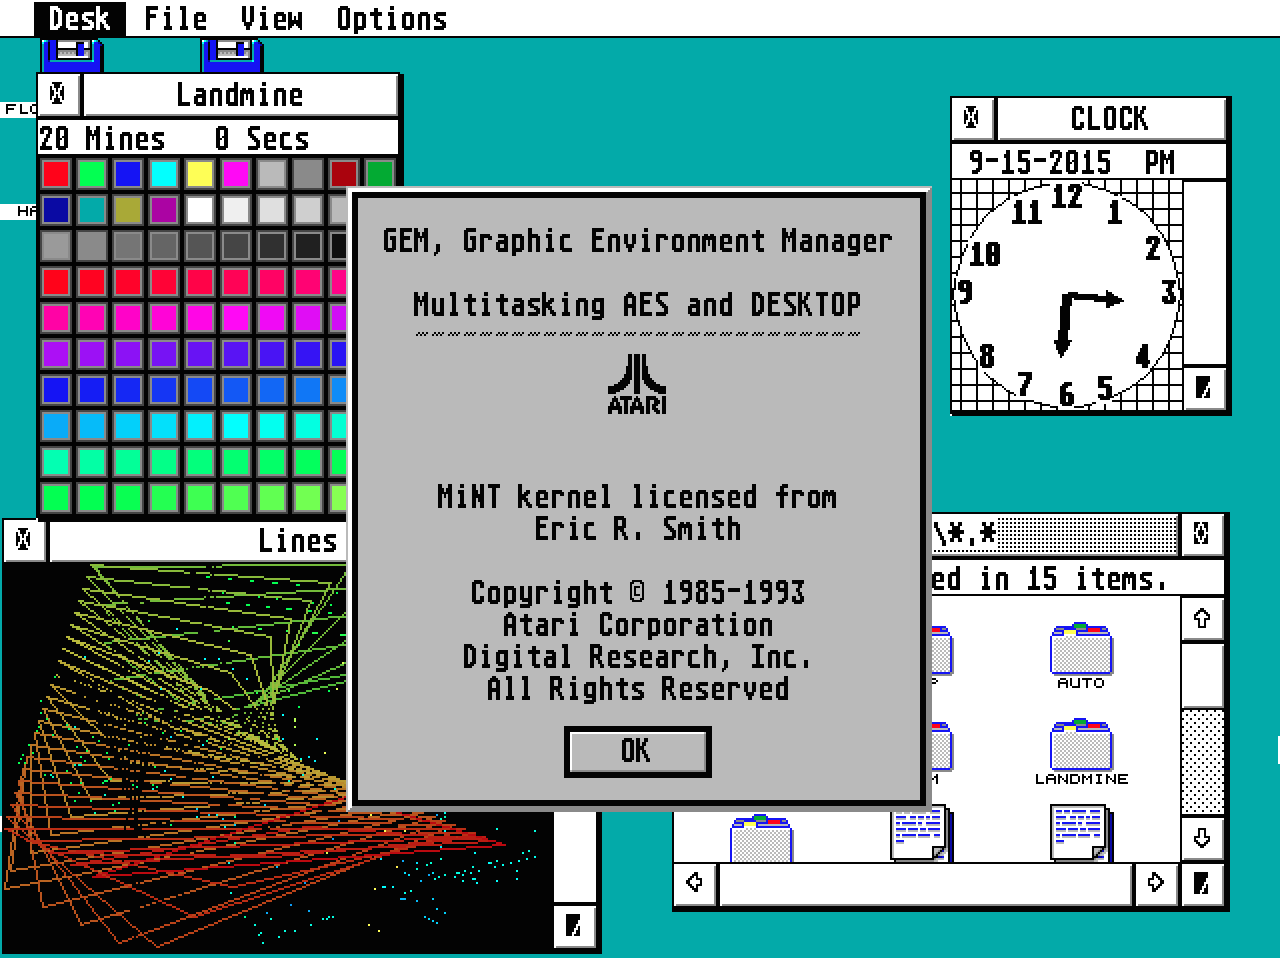 Desk File View Options
FLO
HA
Landmine
20 Mines 0 Secs
CLOCK
9-15-2015 PM
12
11 1
10 2
9 3
8 4
7 5
6
GEM, Graphic Environment Manager
Multitasking AES and DESKTOP
ATARI
MiNT kernel licensed from
Eric R. Smith
Copyright © 1985-1993
Atari Corporation
Digital Research, Inc.
All Rights Reserved
OK
Lines
\*.*
ed in 15 items.
AUTO
M
LANDMINE